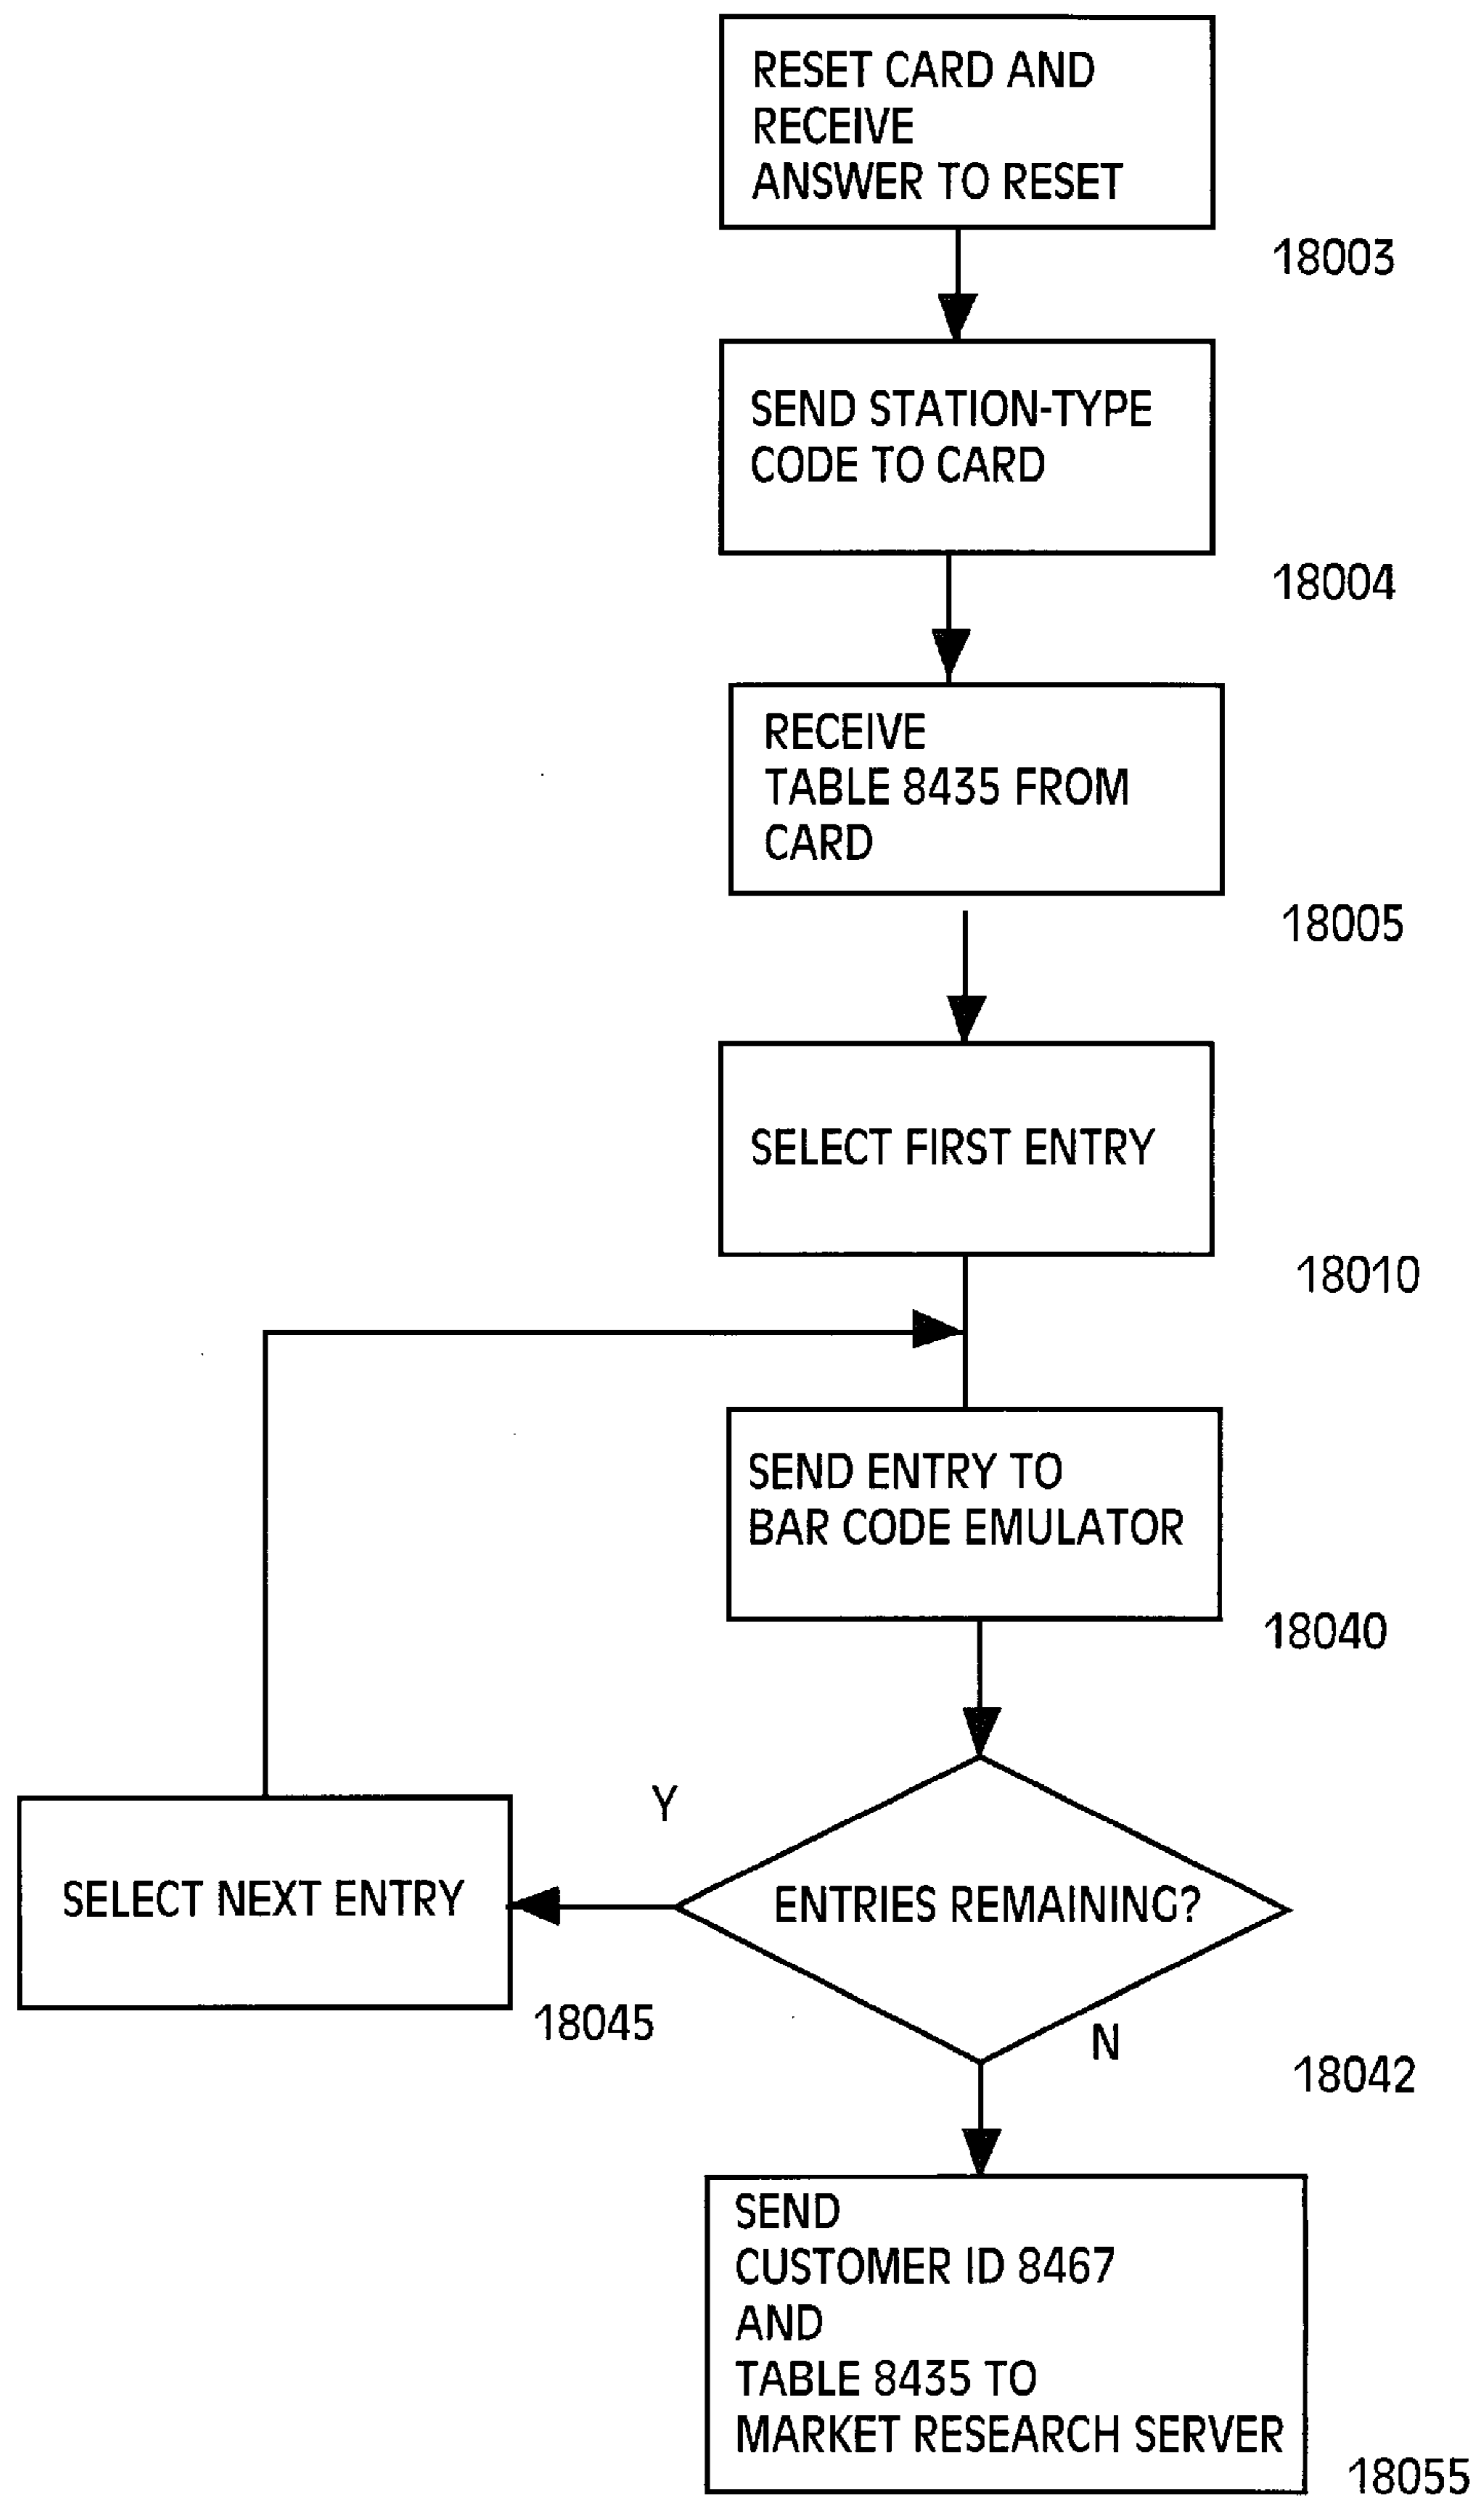 RESET CARD AND
RECEIVE
ANSWER TO RESET
18003
SEND STATION-TYPE
CODE TO CARD
18004
RECEIVE
TABLE 8435 FROM
CARD
18005
SELECT FIRST ENTRY
18010
SEND ENTRY TO
BAR CODE EMULATOR
18040
Y
SELECT NEXT ENTRY
ENTRIES REMAINING?
18045
N
18042
SEND
CUSTOMER ID 8467
AND
TABLE 8435 TO
MARKET RESEARCH SERVER
18055